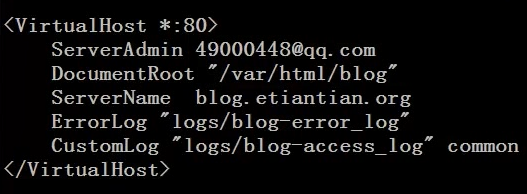 <VirtualHost *:80>
    ServerAdmin 49000448@qq.com
    DocumentRoot "/var/html/blog"
    ServerName  blog.etiantian.org
    ErrorLog "logs/blog-error_log"
    CustomLog "logs/blog-access_log" common
</VirtualHost>